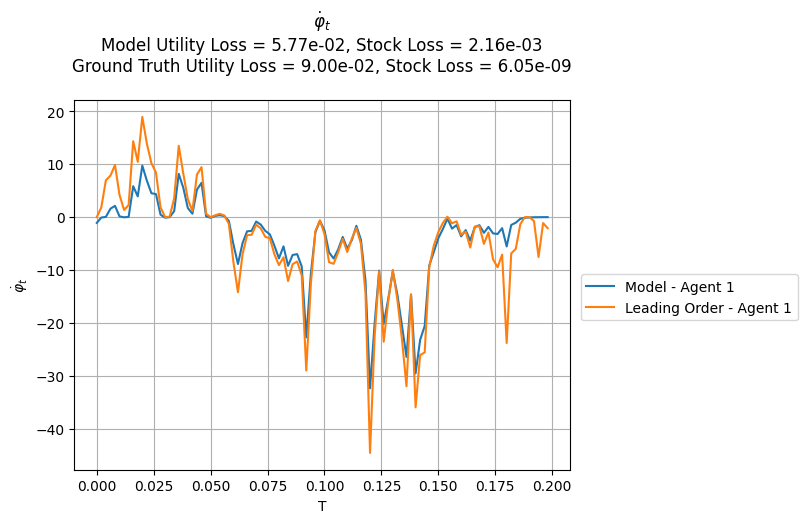 φ̇ₜ
Model Utility Loss = 5.77e-02, Stock Loss = 2.16e-03
Ground Truth Utility Loss = 9.00e-02, Stock Loss = 6.05e-09
20
10
0
−10
−20
−30
−40
φ̇ₜ
0.000 0.025 0.050 0.075 0.100 0.125 0.150 0.175 0.200
T
Model - Agent 1
Leading Order - Agent 1